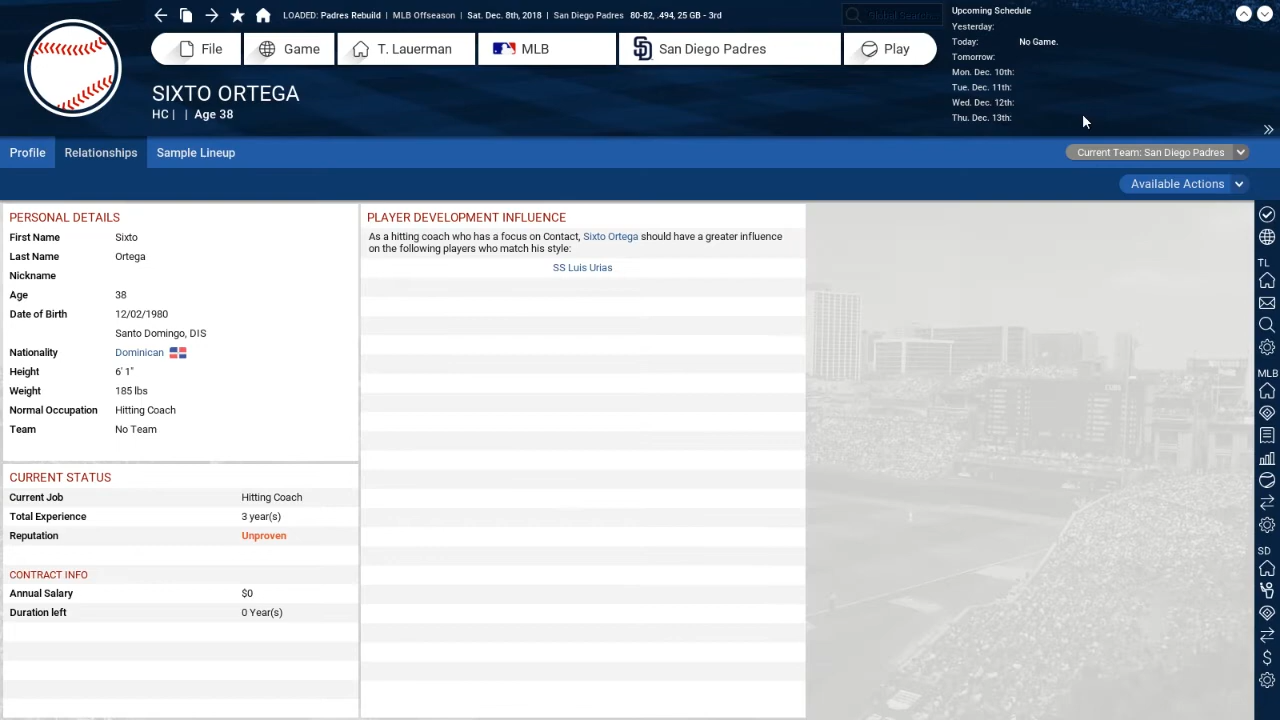 LOADED: Padres Rebuild | MLB Offseason | Sat. Dec. 8th, 2018 | San Diego Padres 80-82, .494, 25 GB - 3rd
Global Search
Upcoming Schedule
Yesterday:
Today: No Game.
Tomorrow:
Mon. Dec. 10th:
Tue. Dec. 11th:
Wed. Dec. 12th:
Thu. Dec. 13th:
File
Game
T. Lauerman
MLB
San Diego Padres
Play
SIXTO ORTEGA
HC | | Age 38
Profile
Relationships
Sample Lineup
Current Team: San Diego Padres
Available Actions
PERSONAL DETAILS
First Name Sixto
Last Name Ortega
Nickname
Age 38
Date of Birth 12/02/1980
Santo Domingo, DIS
Nationality Dominican
Height 6' 1"
Weight 185 lbs
Normal Occupation Hitting Coach
Team No Team
CURRENT STATUS
Current Job Hitting Coach
Total Experience 3 year(s)
Reputation Unproven
CONTRACT INFO
Annual Salary $0
Duration left 0 Year(s)
PLAYER DEVELOPMENT INFLUENCE
As a hitting coach who has a focus on Contact, Sixto Ortega should have a greater influence
on the following players who match his style:
SS Luis Urias
TL
MLB
SD